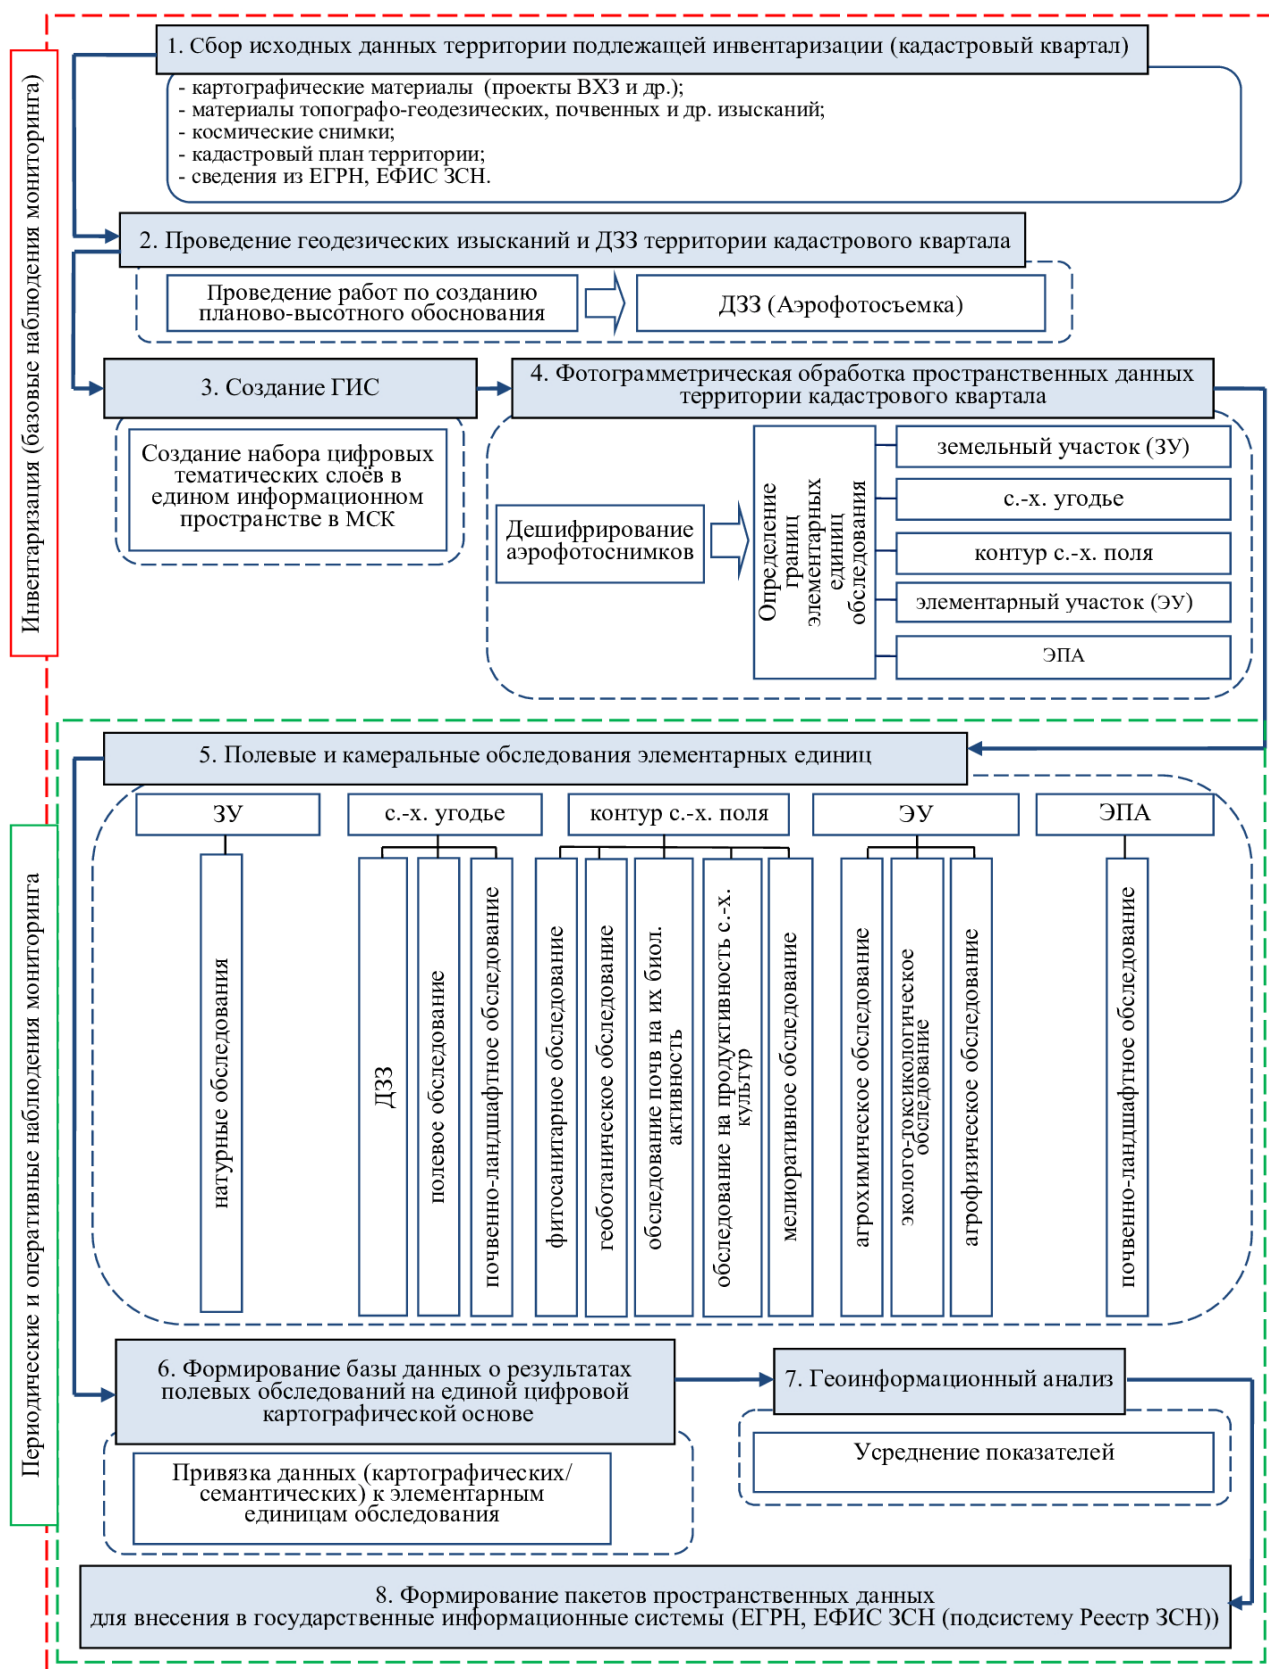 Инвентаризация (базовые наблюдения мониторинга)
1. Сбор исходных данных территории подлежащей инвентаризации (кадастровый квартал)
- картографические материалы (проекты ВХЗ и др.);
- материалы топографо-геодезических, почвенных и др. изысканий;
- космические снимки;
- кадастровый план территории;
- сведения из ЕГРН, ЕФИС ЗСН.
2. Проведение геодезических изысканий и ДЗЗ территории кадастрового квартала
Проведение работ по созданию
планово-высотного обоснования
ДЗЗ (Аэрофотосъемка)
3. Создание ГИС
Создание набора цифровых
тематических слоёв в
едином информационном
пространстве в МСК
4. Фотограмметрическая обработка пространственных данных
территории кадастрового квартала
Дешифрирование
аэрофотоснимков
Определение
границ
элементарных
единиц
обследования
земельный участок (ЗУ)
с.-х. угодье
контур с.-х. поля
элементарный участок (ЭУ)
ЭПА
Периодические и оперативные наблюдения мониторинга
5. Полевые и камеральные обследования элементарных единиц
ЗУ
натурные обследования
с.-х. угодье
ДЗЗ
полевое обследование
почвенно-ландшафтное обследование
контур с.-х. поля
фитосанитарное обследование
геоботаническое обследование
обследование почв на их биол.
активность
обследование на продуктивность с.-х.
культур
мелиоративное обследование
ЭУ
агрохимическое обследование
эколого-токсикологическое
обследование
агрофизическое обследование
ЭПА
почвенно-ландшафтное обследование
6. Формирование базы данных о результатах
полевых обследований на единой цифровой
картографической основе
Привязка данных (картографических/
семантических) к элементарным
единицам обследования
7. Геоинформационный анализ
Усреднение показателей
8. Формирование пакетов пространственных данных
для внесения в государственные информационные системы (ЕГРН, ЕФИС ЗСН (подсистему Реестр ЗСН))